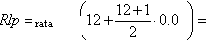 Rlp =rata (12 + 12+1/2 · 0.0 ) =